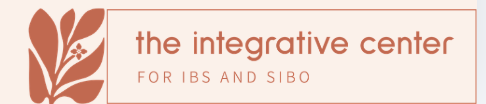 the integrative center
FOR IBS AND SIBO